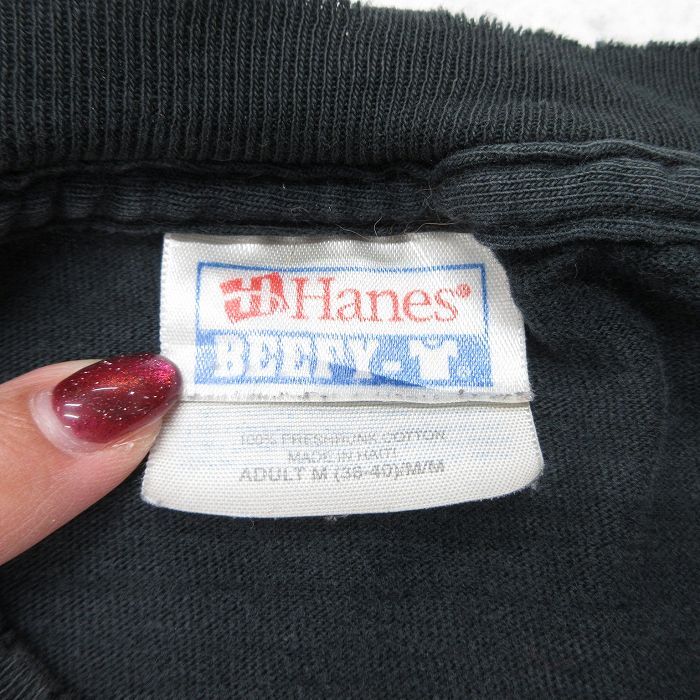 Hanes®
BEEFY-T®
100% PRESHRUNK COTTON
MADE IN HAITI
ADULT M (38-40)/M/M